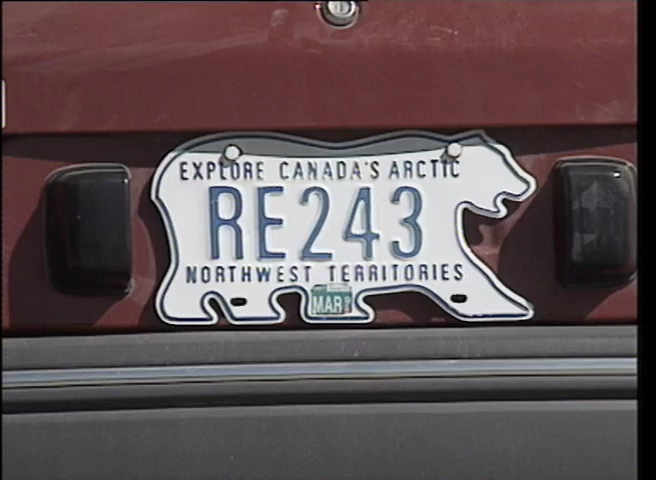 EXPLORE CANADA'S ARCTIC
RE243
NORTHWEST TERRITORIES
MAR